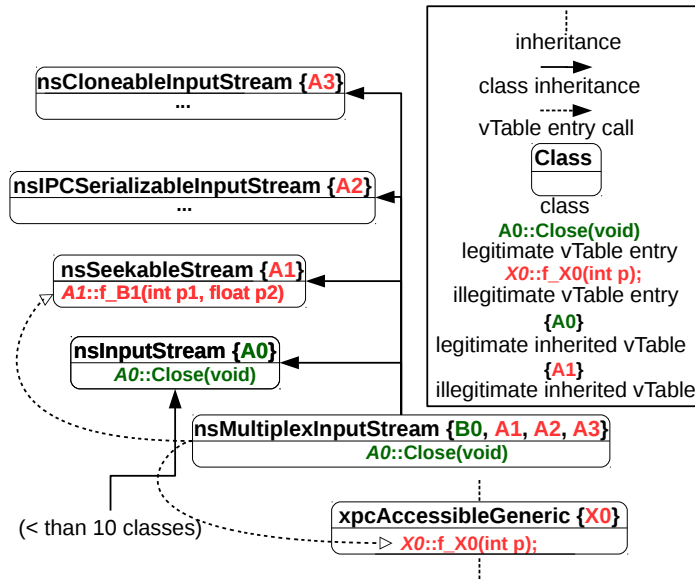 nsCloneableInputStream {A3}
...
nsIPCSerializableInputStream {A2}
...
nsSeekableStream {A1}
A1::f_B1(int p1, float p2)
nsInputStream {A0}
A0::Close(void)
nsMultiplexInputStream {B0, A1, A2, A3}
A0::Close(void)
(< than 10 classes)
xpcAccessibleGeneric {X0}
X0::f_X0(int p);
inheritance
class inheritance
vTable entry call
Class
class
A0::Close(void)
legitimate vTable entry
X0::f_X0(int p);
illegitimate vTable entry
{A0}
legitimate inherited vTable
{A1}
illegitimate inherited vTable